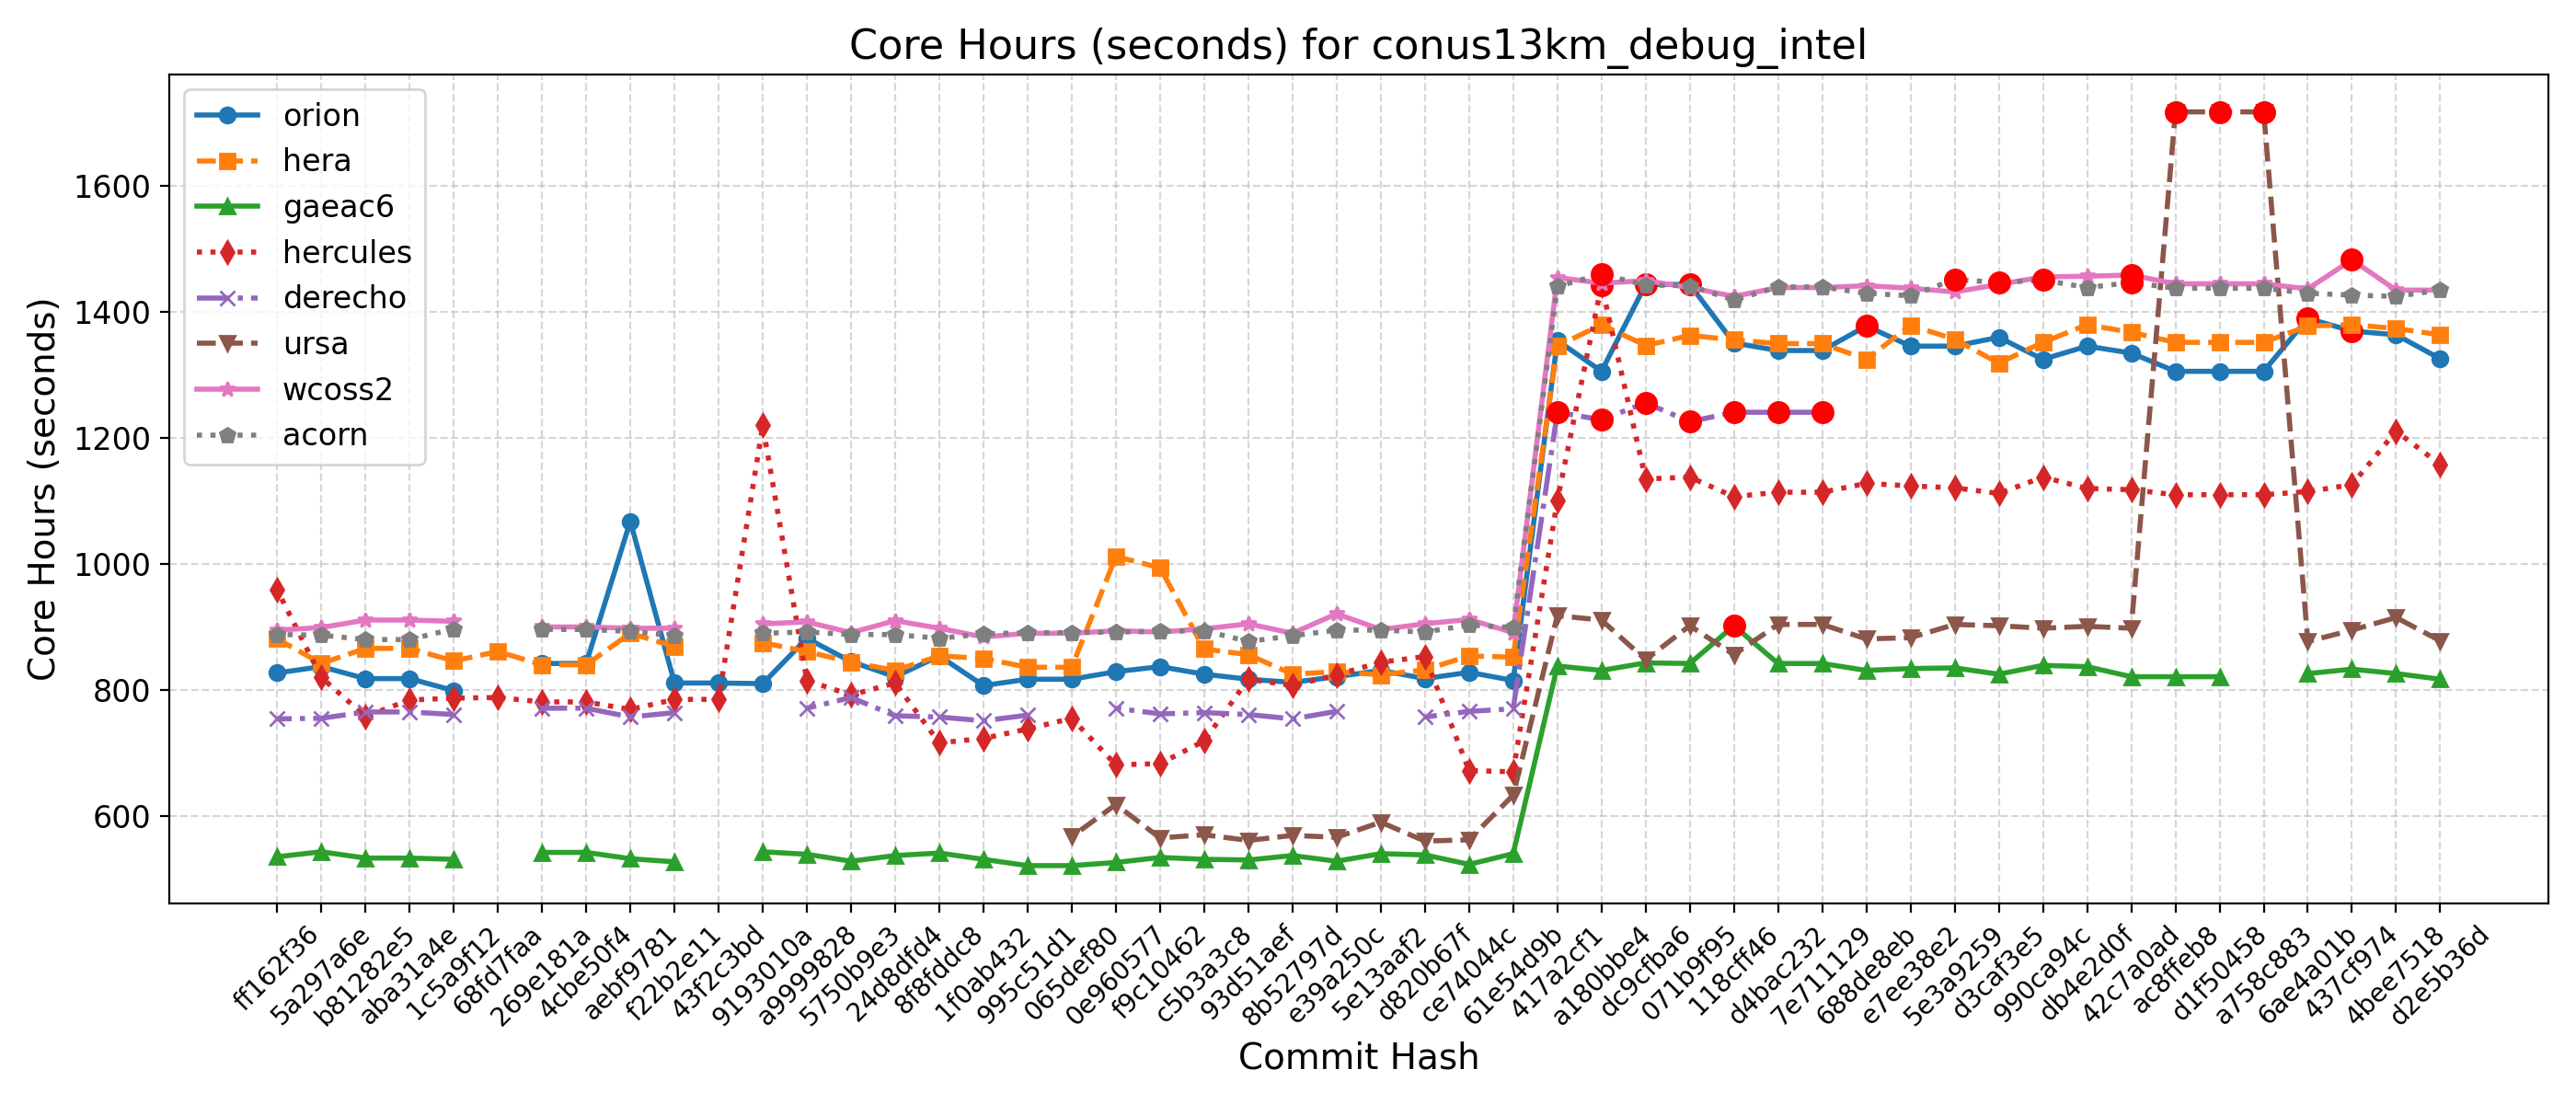 Core Hours (seconds) for conus13km_debug_intel
orion
hera
gaeac6
hercules
derecho
ursa
wcoss2
acorn
Core Hours (seconds)
1600
1400
1200
1000
800
600
ff162f36
5a297a6e
b81282e5
aba31a4e
1c5a9f12
68fd7faa
269e181a
4cbe50f4
aebf9781
f22b2e11
43f2c3bd
9193010a
a9999828
5750b9e3
24d8dfd4
8f8fddc8
1f0ab432
995c51d1
065def80
0e960577
f9c10462
c5b3a3c8
93d51aef
8b52797d
e39a250c
5e13aaf2
d820b67f
ce74044c
61e54d9b
417a2cf1
a180bbe4
dc9cfba6
071b9f95
118cff46
d4bac232
7e711129
688de8eb
e7ee38e2
5e3a9259
d3caf3e5
990ca94c
db4e2d0f
42c7a0ad
ac8ffeb8
d1f50458
a758c883
6ae4a01b
437cf974
4bee7518
d2e5b36d
Commit Hash